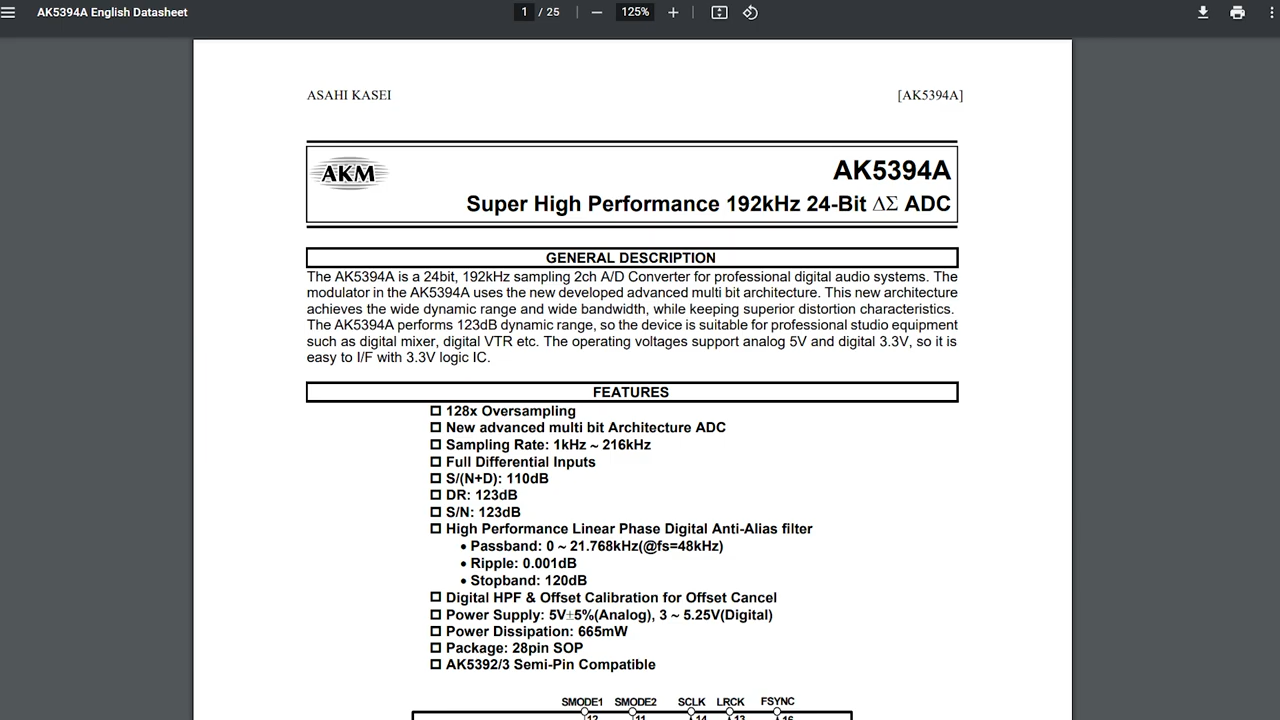 AK5394A English Datasheet
1 / 25
125%
ASAHI KASEI
[AK5394A]
AKM
AK5394A
Super High Performance 192kHz 24-Bit ΔΣ ADC
GENERAL DESCRIPTION
The AK5394A is a 24bit, 192kHz sampling 2ch A/D Converter for professional digital audio systems. The
modulator in the AK5394A uses the new developed advanced multi bit architecture. This new architecture
achieves the wide dynamic range and wide bandwidth, while keeping superior distortion characteristics.
The AK5394A performs 123dB dynamic range, so the device is suitable for professional studio equipment
such as digital mixer, digital VTR etc. The operating voltages support analog 5V and digital 3.3V, so it is
easy to I/F with 3.3V logic IC.
FEATURES
128x Oversampling
New advanced multi bit Architecture ADC
Sampling Rate: 1kHz ~ 216kHz
Full Differential Inputs
S/(N+D): 110dB
DR: 123dB
S/N: 123dB
High Performance Linear Phase Digital Anti-Alias filter
• Passband: 0 ~ 21.768kHz(@fs=48kHz)
• Ripple: 0.001dB
• Stopband: 120dB
Digital HPF & Offset Calibration for Offset Cancel
Power Supply: 5V±5%(Analog), 3 ~ 5.25V(Digital)
Power Dissipation: 665mW
Package: 28pin SOP
AK5392/3 Semi-Pin Compatible
SMODE1 SMODE2 SCLK LRCK FSYNC
12 11 14 13 16